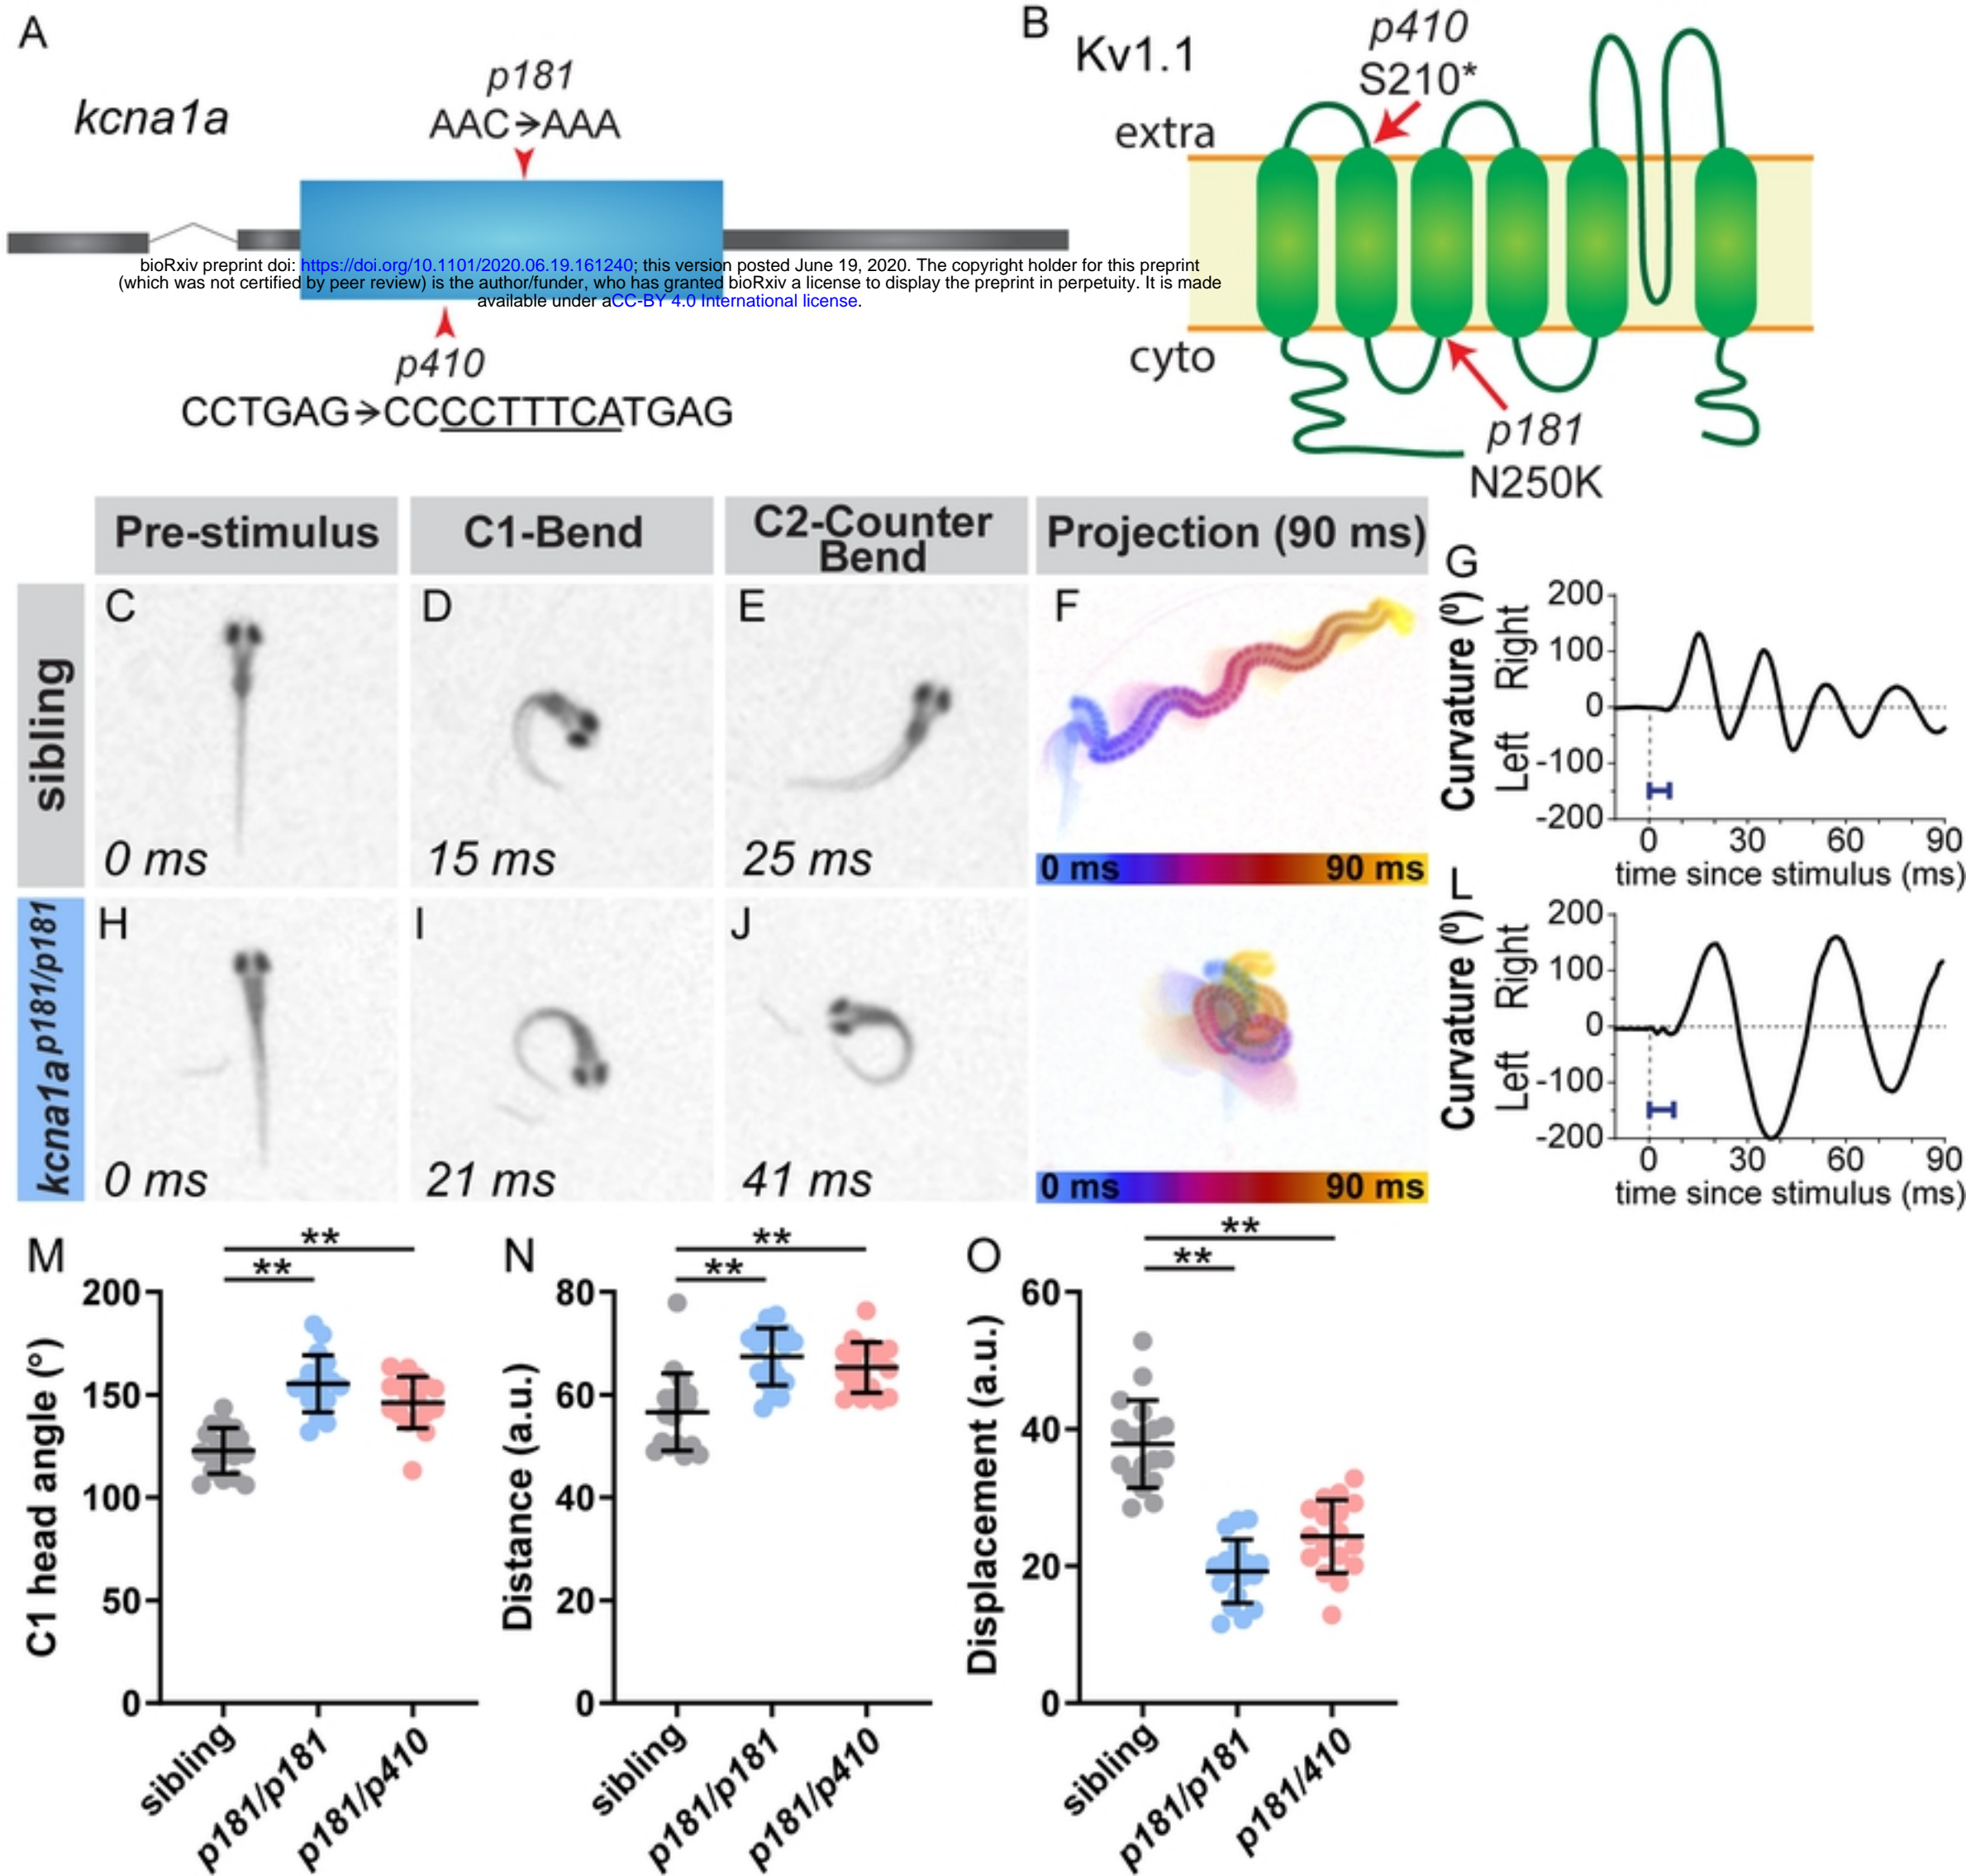 A
kcna1a
p181
AAC→AAA
bioRxiv preprint doi: https://doi.org/10.1101/2020.06.19.161240; this version posted June 19, 2020. The copyright holder for this preprint
(which was not certified by peer review) is the author/funder, who has granted bioRxiv a license to display the preprint in perpetuity. It is made
available under aCC-BY 4.0 International license.
p410
CCTGAG→CCCCTTTCATGAG
B
Kv1.1
p410
S210*
extra
cyto
p181
N250K
Pre-stimulus
C1-Bend
C2-Counter
Bend
Projection (90 ms)
sibling
C
0 ms
D
15 ms
E
25 ms
F
0 ms
90 ms
G
Curvature (⁰)
Left
Right
200
100
0
-100
-200
0
30
60
90
time since stimulus (ms)
kcna1a p181/p181
H
0 ms
I
21 ms
J
41 ms
0 ms
90 ms
L
Curvature (⁰)
Left
Right
200
100
0
-100
-200
0
30
60
90
time since stimulus (ms)
M
**
**
C1 head angle (°)
200
150
100
50
0
sibling
p181/p181
p181/p410
N
**
**
Distance (a.u.)
80
60
40
20
0
sibling
p181/p181
p181/p410
O
**
**
Displacement (a.u.)
60
40
20
0
sibling
p181/p181
p181/410